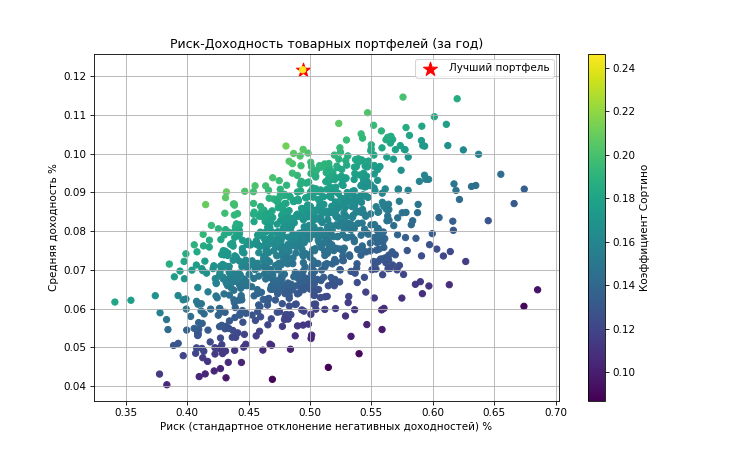 Риск-Доходность товарных портфелей (за год)
Лучший портфель
Средняя доходность %
0.12
0.11
0.10
0.09
0.08
0.07
0.06
0.05
0.04
0.35 0.40 0.45 0.50 0.55 0.60 0.65 0.70
Риск (стандартное отклонение негативных доходностей) %
0.24
0.22
0.20
0.18
0.16
0.14
0.12
0.10
Коэффициент Сортино